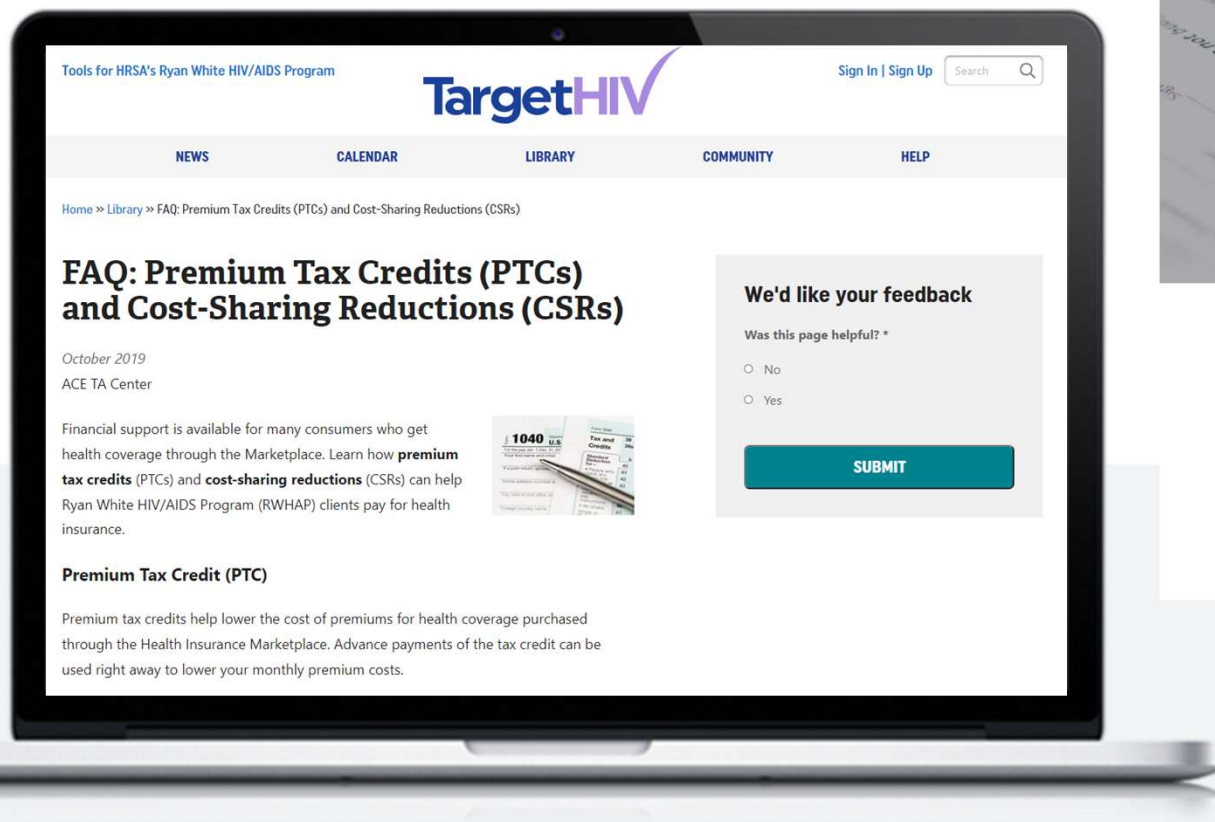 Tools for HRSA's Ryan White HIV/AIDS Program
TargetHIV
Sign In | Sign Up
Search
NEWS
CALENDAR
LIBRARY
COMMUNITY
HELP
Home » Library » FAQ: Premium Tax Credits (PTCs) and Cost-Sharing Reductions (CSRs)
FAQ: Premium Tax Credits (PTCs)
and Cost-Sharing Reductions (CSRs)
October 2019
ACE TA Center
Financial support is available for many consumers who get
health coverage through the Marketplace. Learn how premium
tax credits (PTCs) and cost-sharing reductions (CSRs) can help
Ryan White HIV/AIDS Program (RWHAP) clients pay for health
insurance.
1040
Tax and
Credits
Premium Tax Credit (PTC)
Premium tax credits help lower the cost of premiums for health coverage purchased
through the Health Insurance Marketplace. Advance payments of the tax credit can be
used right away to lower your monthly premium costs.
We'd like your feedback
Was this page helpful? *
No
Yes
SUBMIT